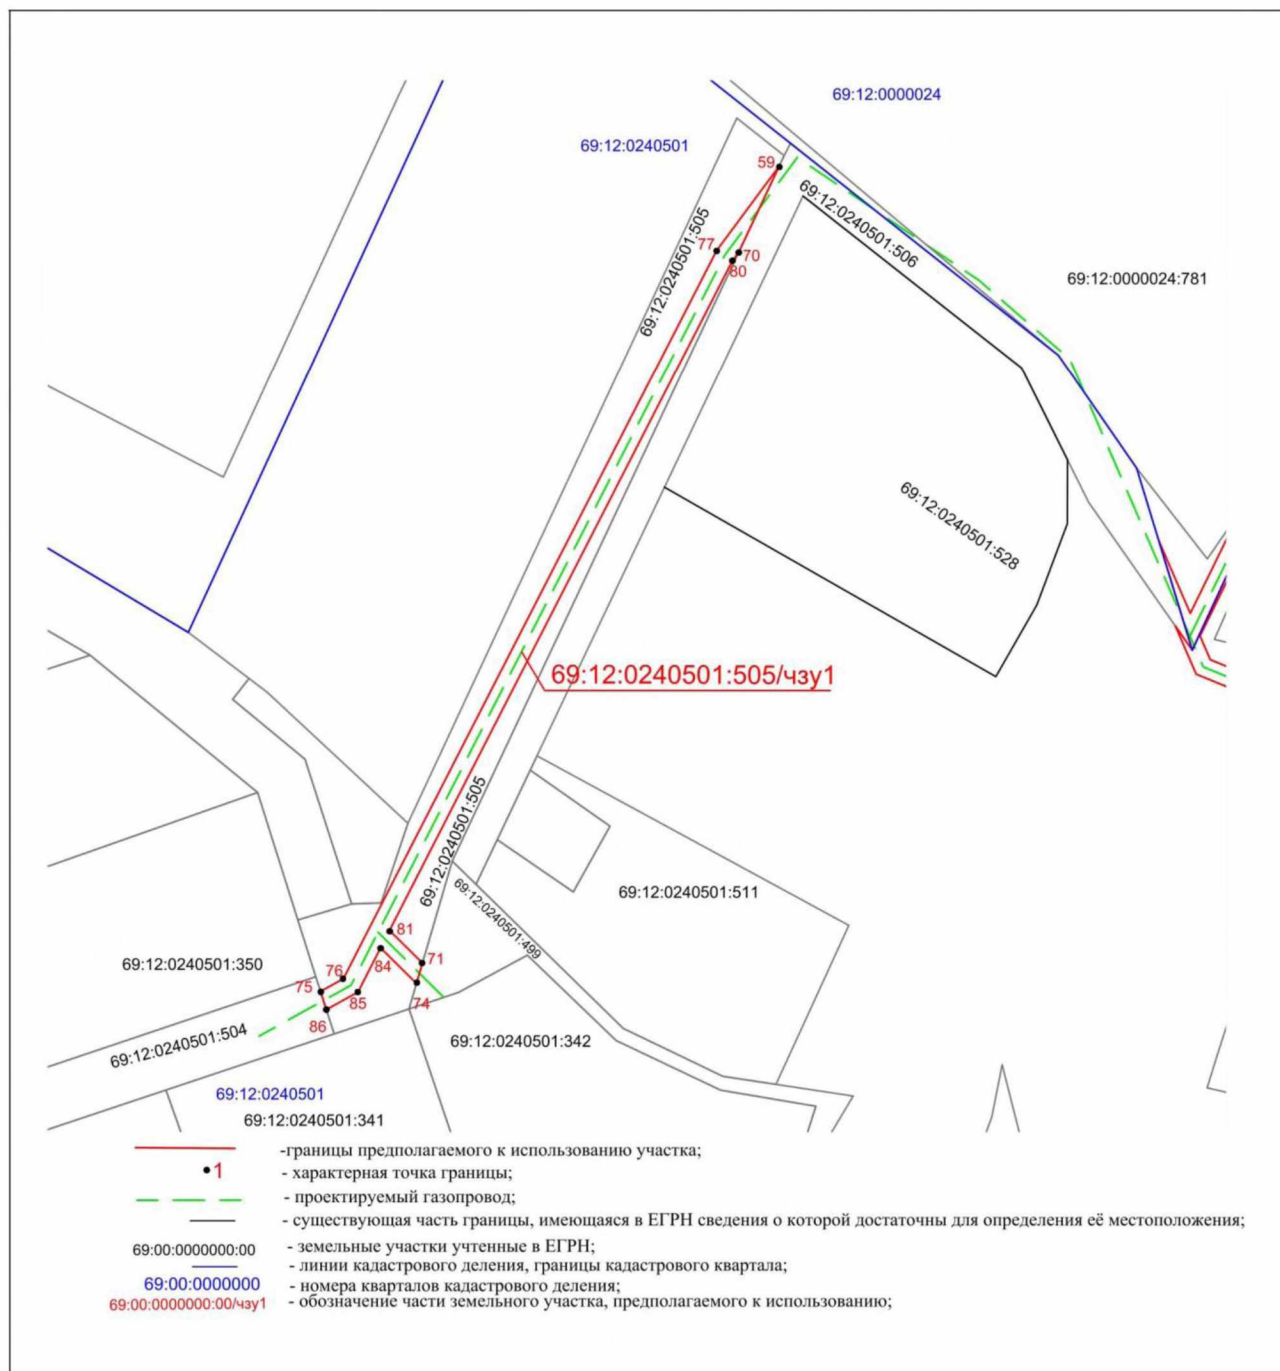 69:12:0000024
69:12:0240501
59
69:12:0240501:506
69:12:0240501:505
77
70
80
69:12:0000024:781
69:12:0240501:528
69:12:0240501:505/чзу1
69:12:0240501:505
69:12:0240501:499
69:12:0240501:511
81
71
84
69:12:0240501:350
76
75
85
74
86
69:12:0240501:504
69:12:0240501:342
69:12:0240501
69:12:0240501:341
-границы предполагаемого к использованию участка;
1 - характерная точка границы;
- проектируемый газопровод;
- существующая часть границы, имеющаяся в ЕГРН сведения о которой достаточны для определения её местоположения;
69:00:0000000:00 - земельные участки учтенные в ЕГРН;
- линии кадастрового деления, границы кадастрового квартала;
69:00:0000000 - номера кварталов кадастрового деления;
69:00:0000000:00/чзу1 - обозначение части земельного участка, предполагаемого к использованию;